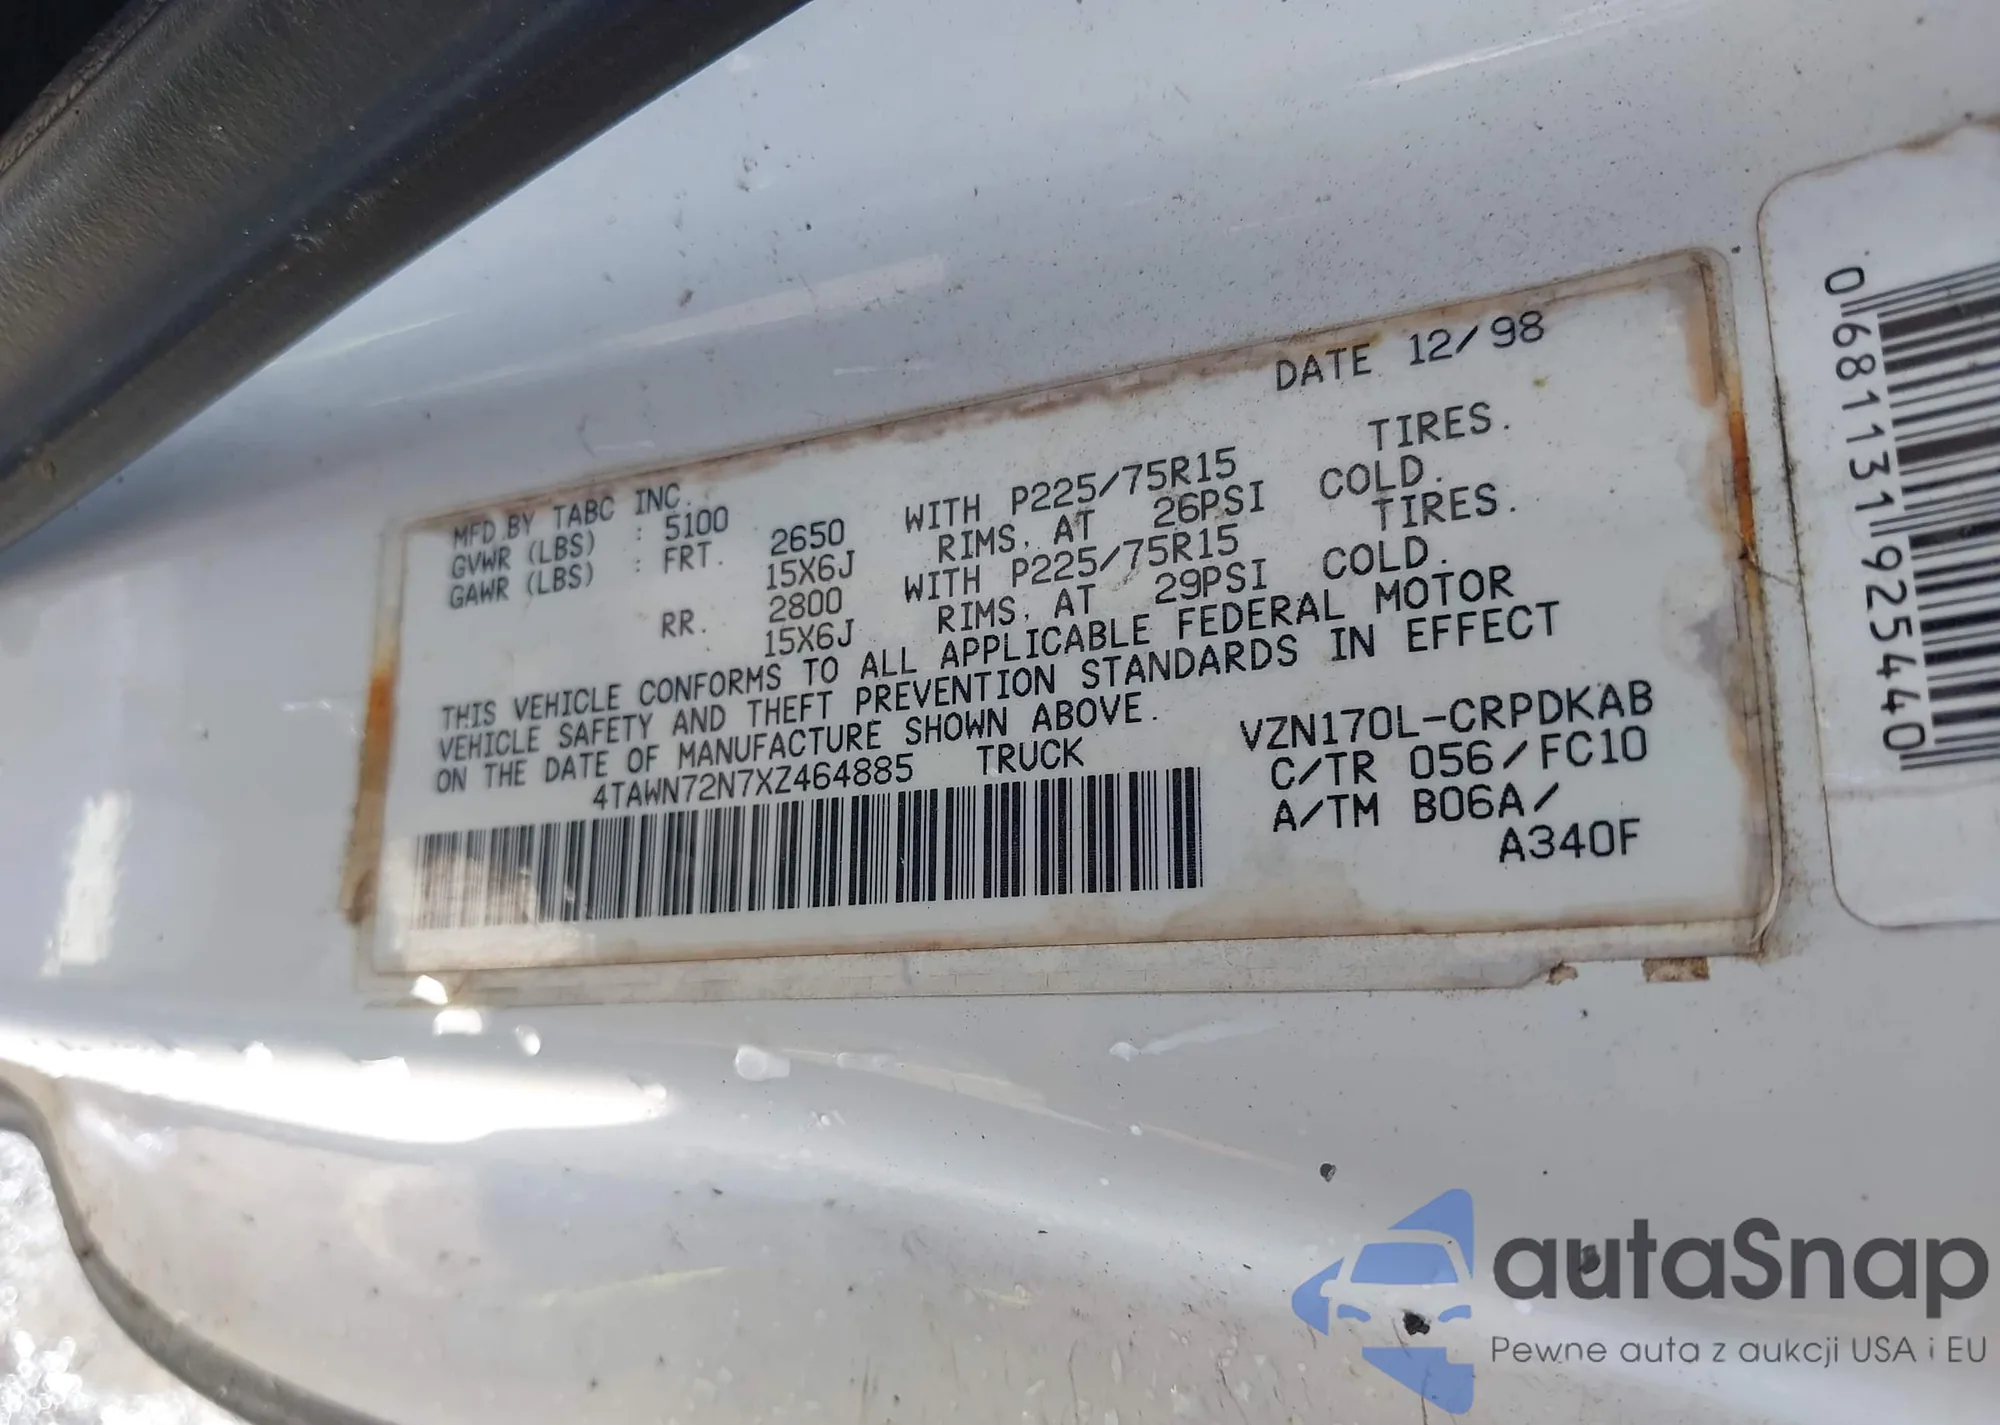 DATE 12/98
MFD.BY TABC INC.
GVWR (LBS) : 5100
GAWR (LBS) : FRT. 2650 WITH P225/75R15 TIRES.
15X6J RIMS, AT 26PSI COLD.
RR. 2800 WITH P225/75R15 TIRES.
15X6J RIMS, AT 29PSI COLD.
THIS VEHICLE CONFORMS TO ALL APPLICABLE FEDERAL MOTOR
VEHICLE SAFETY AND THEFT PREVENTION STANDARDS IN EFFECT
ON THE DATE OF MANUFACTURE SHOWN ABOVE.
4TAWN72N7XZ464885 TRUCK
VZN170L-CRPDKAB
C/TR 056/FC10
A/TM B06A/
A340F
0681131925440
autaSnap
Pewne auta z aukcji USA i EU